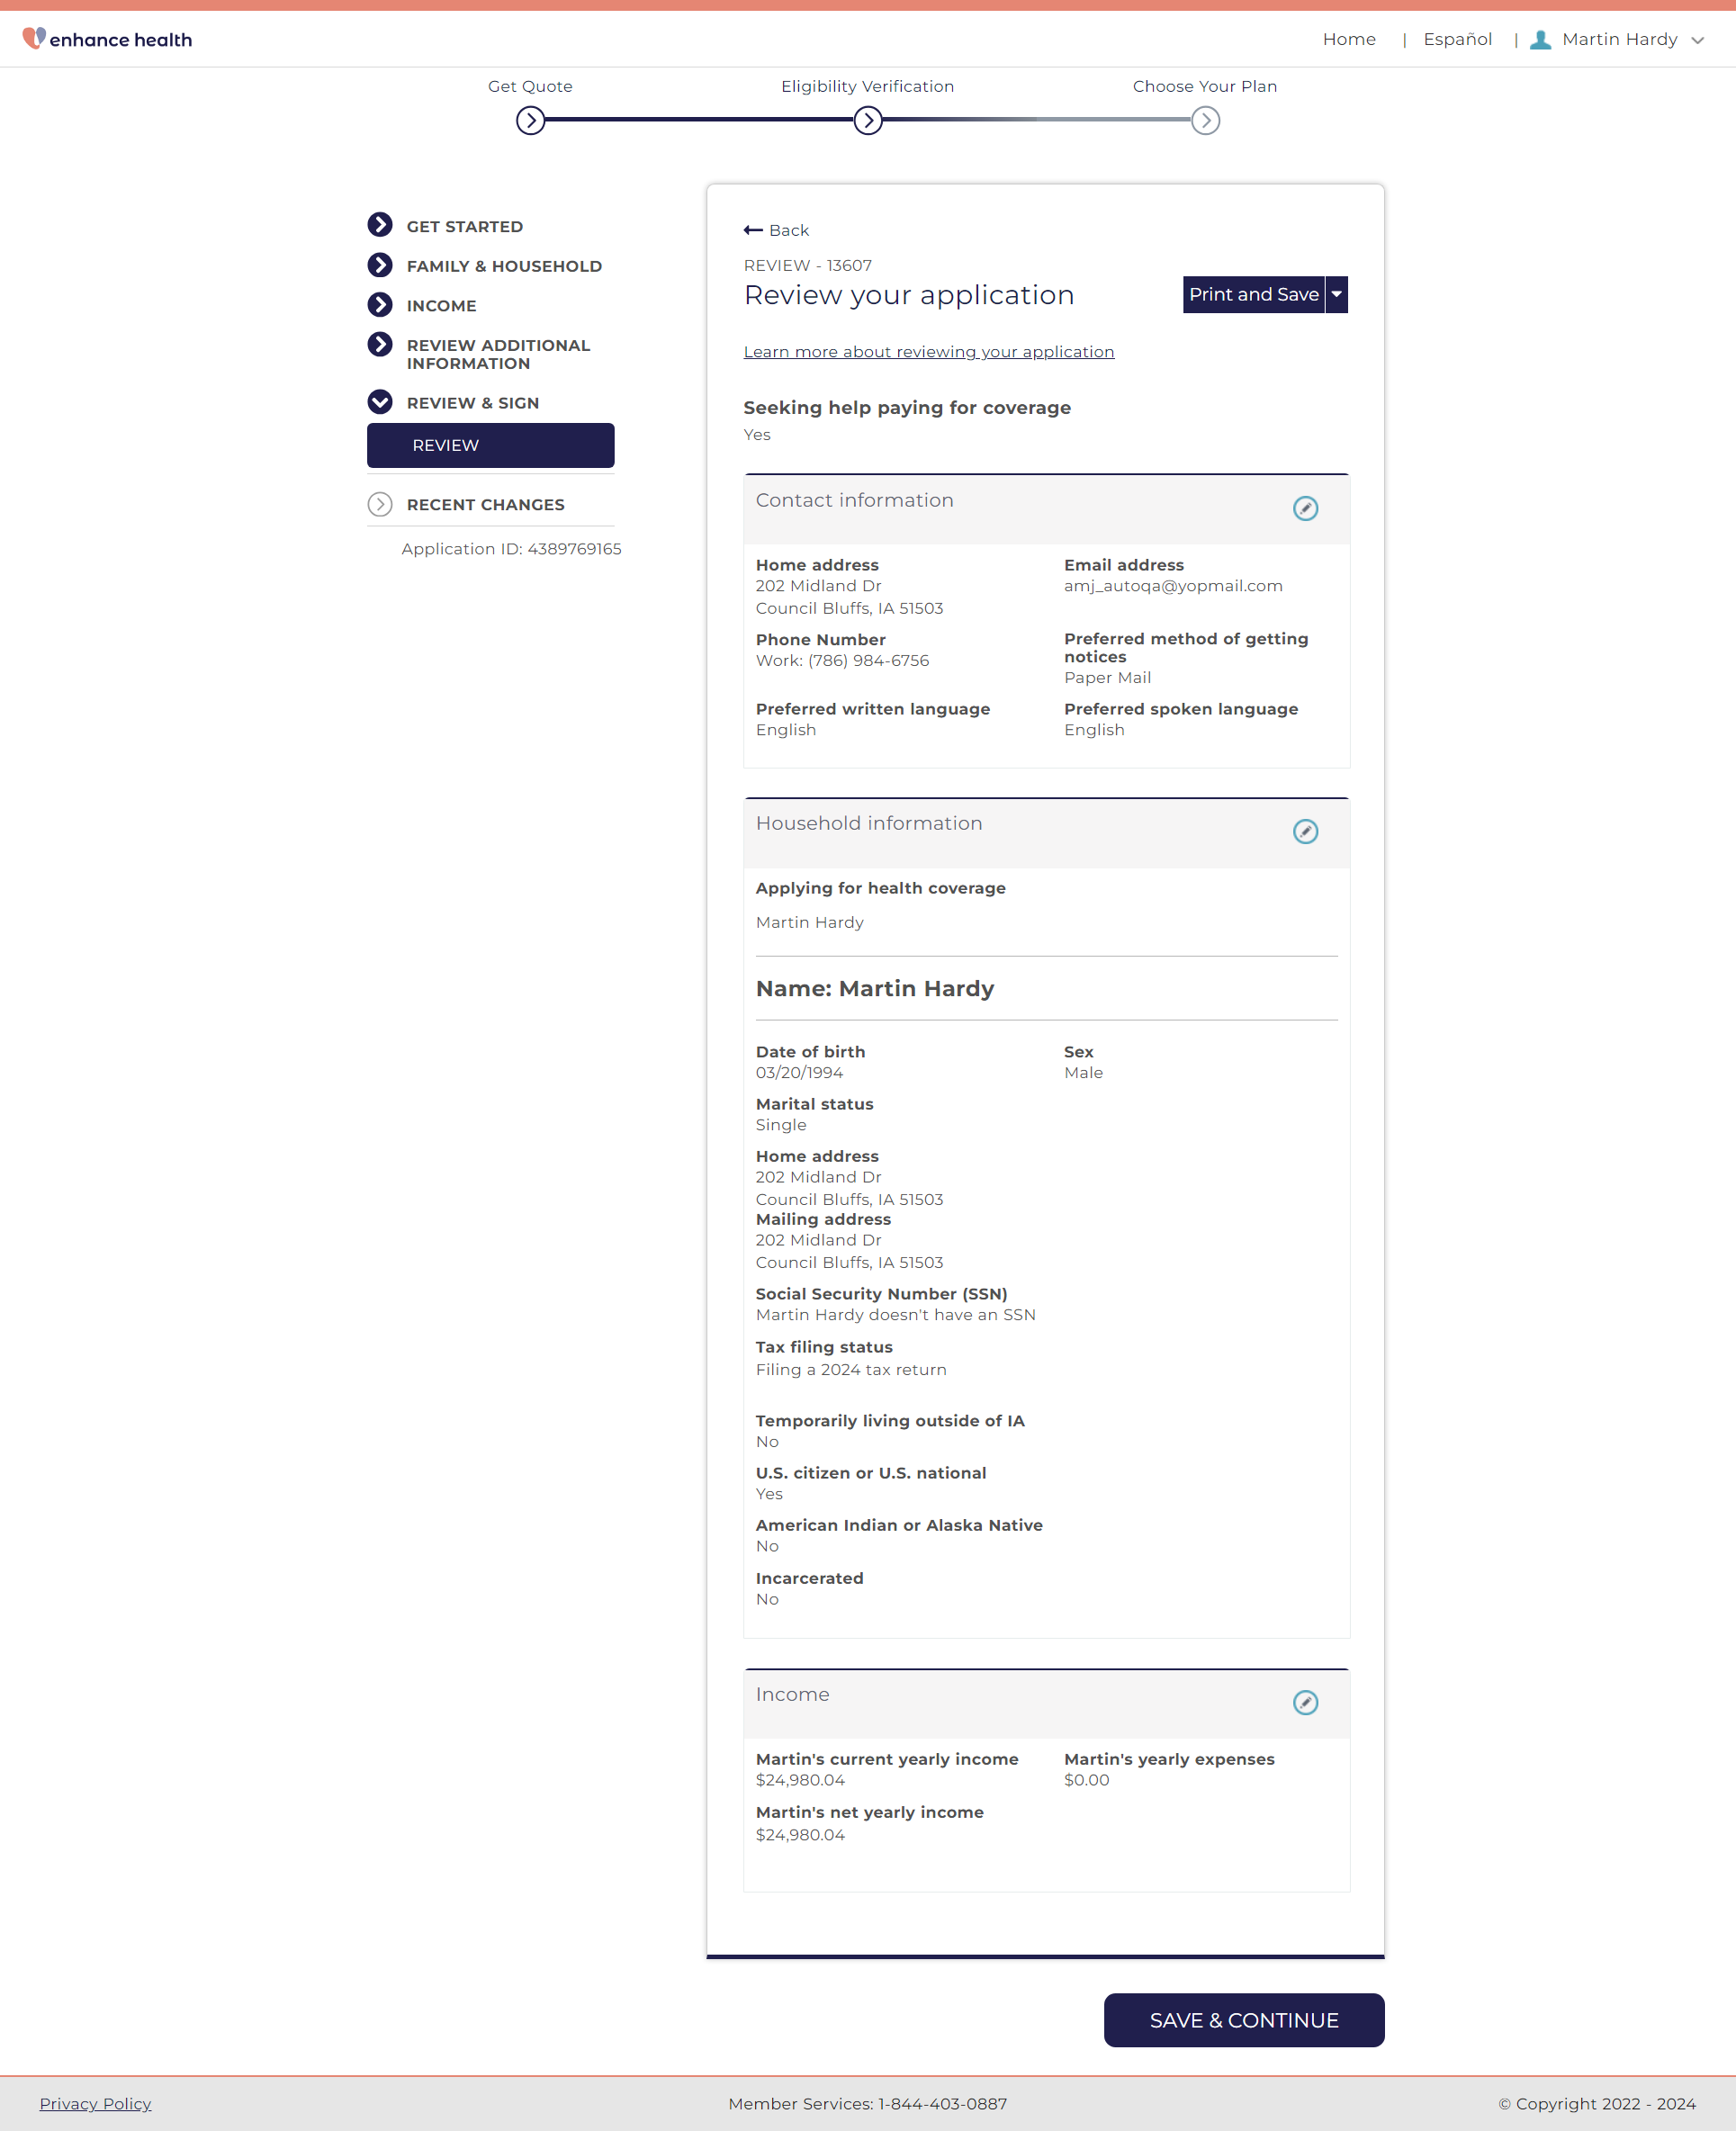 enhance health
Home | Español | Martin Hardy
Get Quote
Eligibility Verification
Choose Your Plan
GET STARTED
FAMILY & HOUSEHOLD
INCOME
REVIEW ADDITIONAL
INFORMATION
REVIEW & SIGN
REVIEW
RECENT CHANGES
Application ID: 4389769165
Back
REVIEW - 13607
Review your application
Print and Save
Learn more about reviewing your application
Seeking help paying for coverage
Yes
Contact information
Home address
202 Midland Dr
Council Bluffs, IA 51503
Email address
amj_autoqa@yopmail.com
Phone Number
Work: (786) 984-6756
Preferred method of getting
notices
Paper Mail
Preferred written language
English
Preferred spoken language
English
Household information
Applying for health coverage
Martin Hardy
Name: Martin Hardy
Date of birth
03/20/1994
Sex
Male
Marital status
Single
Home address
202 Midland Dr
Council Bluffs, IA 51503
Mailing address
202 Midland Dr
Council Bluffs, IA 51503
Social Security Number (SSN)
Martin Hardy doesn't have an SSN
Tax filing status
Filing a 2024 tax return
Temporarily living outside of IA
No
U.S. citizen or U.S. national
Yes
American Indian or Alaska Native
No
Incarcerated
No
Income
Martin's current yearly income
$24,980.04
Martin's yearly expenses
$0.00
Martin's net yearly income
$24,980.04
SAVE & CONTINUE
Privacy Policy
Member Services: 1-844-403-0887
© Copyright 2022 - 2024